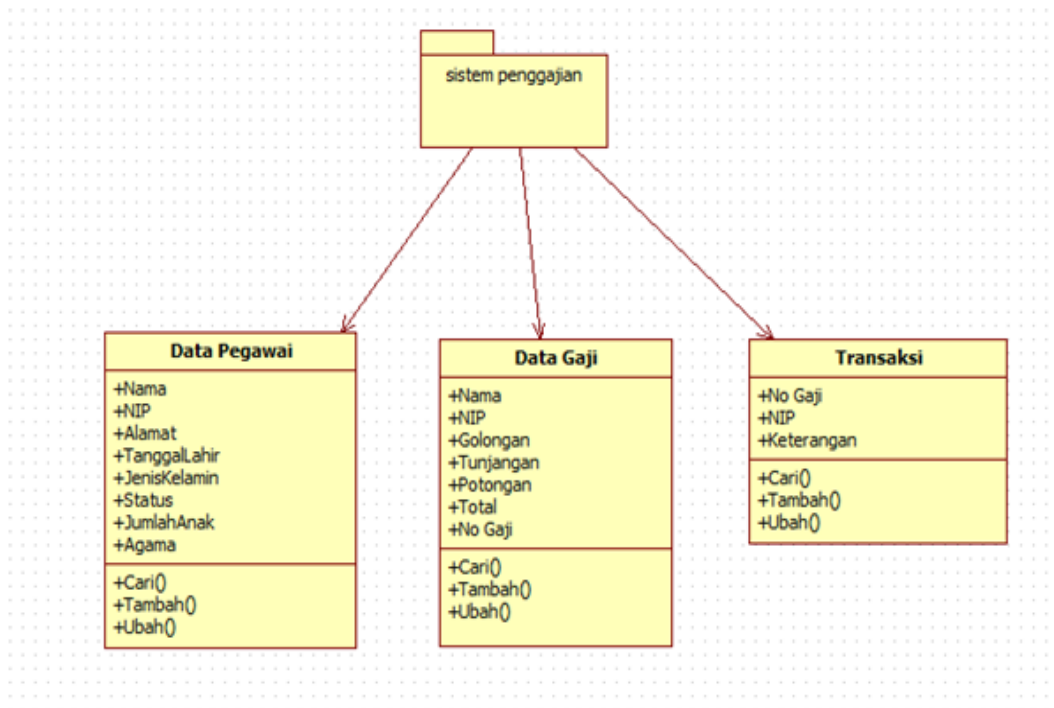 sistem penggajian
Data Pegawai
+Nama
+NIP
+Alamat
+TanggalLahir
+JenisKelamin
+Status
+JumlahAnak
+Agama
+Cari()
+Tambah()
+Ubah()
Data Gaji
+Nama
+NIP
+Golongan
+Tunjangan
+Potongan
+Total
+No Gaji
+Cari()
+Tambah()
+Ubah()
Transaksi
+No Gaji
+NIP
+Keterangan
+Cari()
+Tambah()
+Ubah()